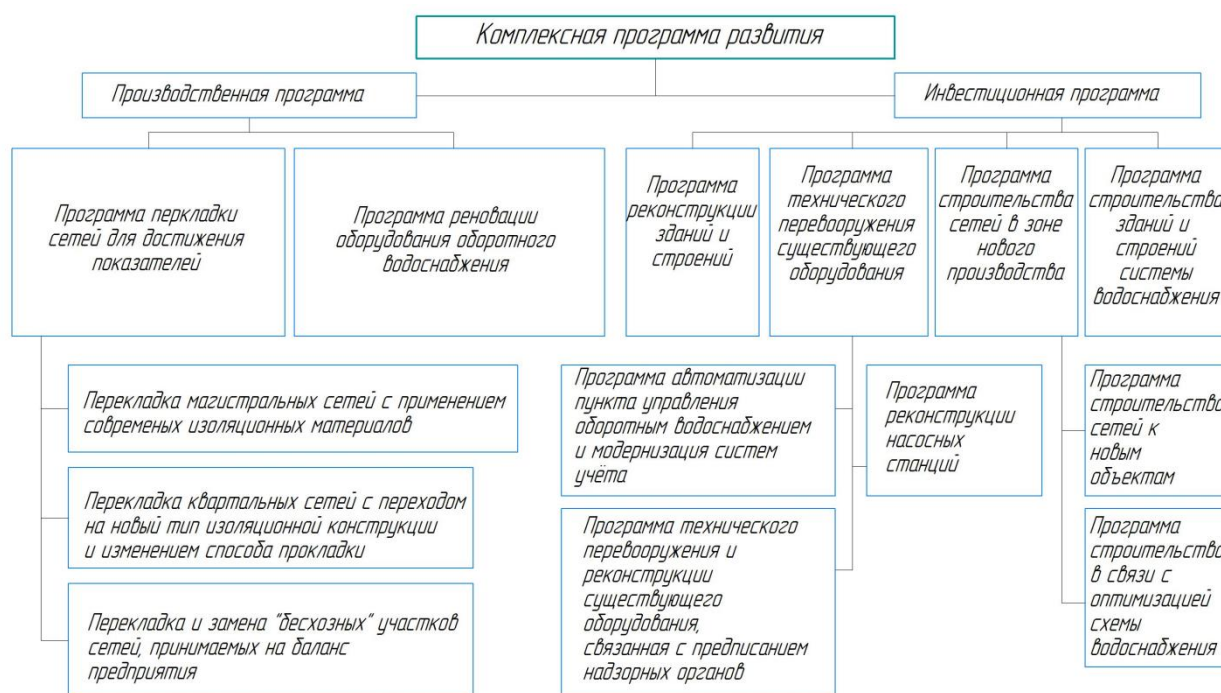 Комплексная программа развития
Производственная программа
Инвестиционная программа
Программа перкладки
сетей для достижения
показателей
Программа реновации
оборудования оборотного
водоснабжения
Программа
реконструкции
зданий и
строений
Программа
технического
перевооружения
существующего
оборудования
Программа
строительства
сетей в зоне
нового
производства
Программа
строительства
зданий и
строений
системы
водоснабжения
Перекладка магистральных сетей с применением
современых изоляционных материалов
Перекладка квартальных сетей с переходом
на новый тип изоляционной конструкции
и изменением способа прокладки
Перекладка и замена "бесхозных" участков
сетей, принимаемых на баланс
предприятия
Программа автоматизации
пункта управления
оборотным водоснабжением
и модернизация систем
учёта
Программа
реконструкции
насосных
станций
Программа технического
перевооружения и
реконструкции
существующего
оборудования,
связанная с предписанием
надзорных органов
Программа
строительства
сетей к
новым
объектам
Программа
строительства
в связи с
оптимизацией
схемы
водоснабжения